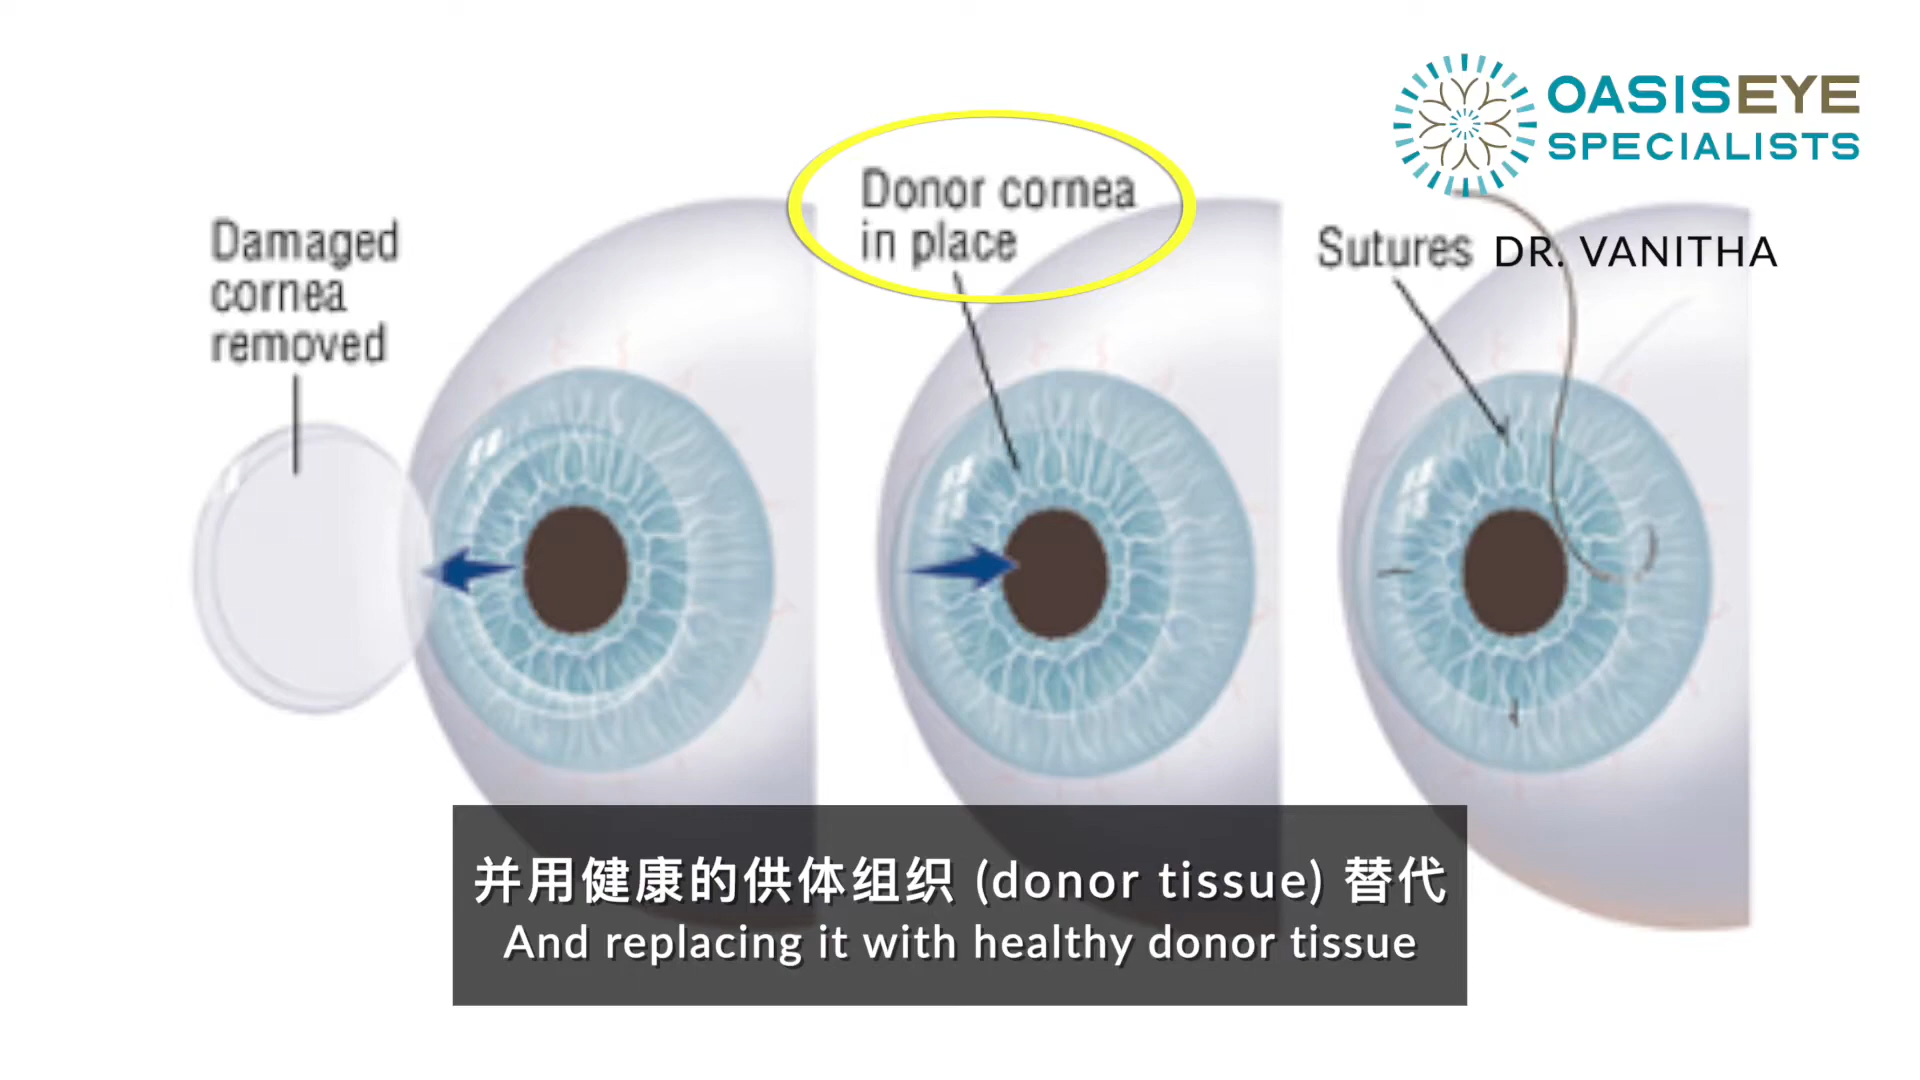 OASISEYE
SPECIALISTS
Damaged
cornea
removed
Donor cornea
in place
Sutures
DR. VANITHA
并用健康的供体组织 (donor tissue) 替代
And replacing it with healthy donor tissue